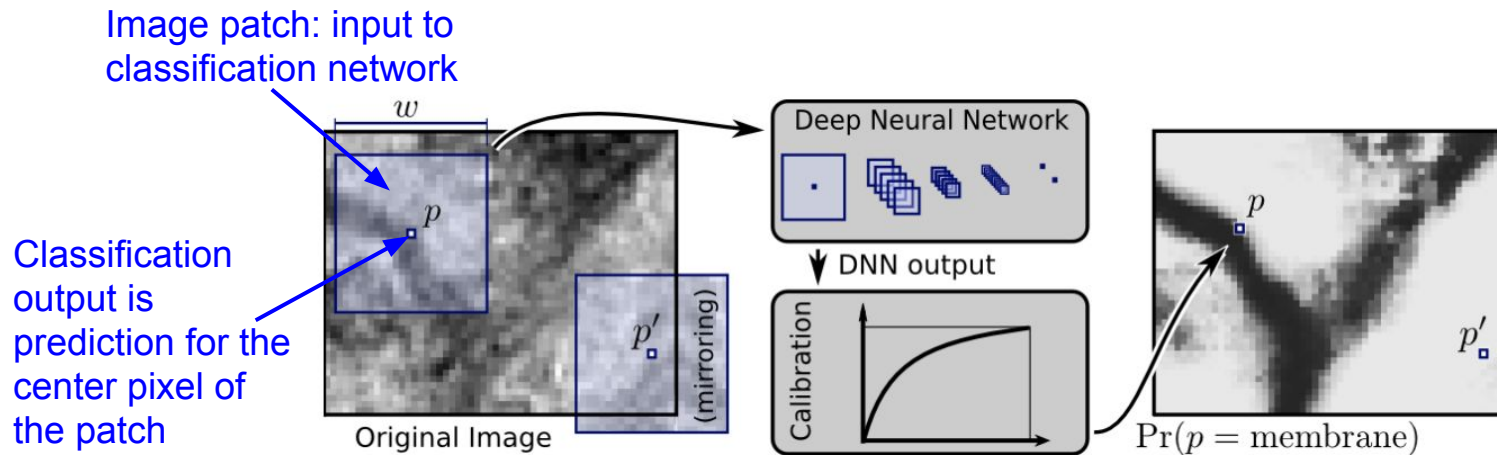 Image patch: input to
classification network
w
p
Classification
output is
prediction for the
center pixel of
the patch
p′
(mirroring)
Original Image
Deep Neural Network
DNN output
Calibration
p
p′
Pr(p = membrane)